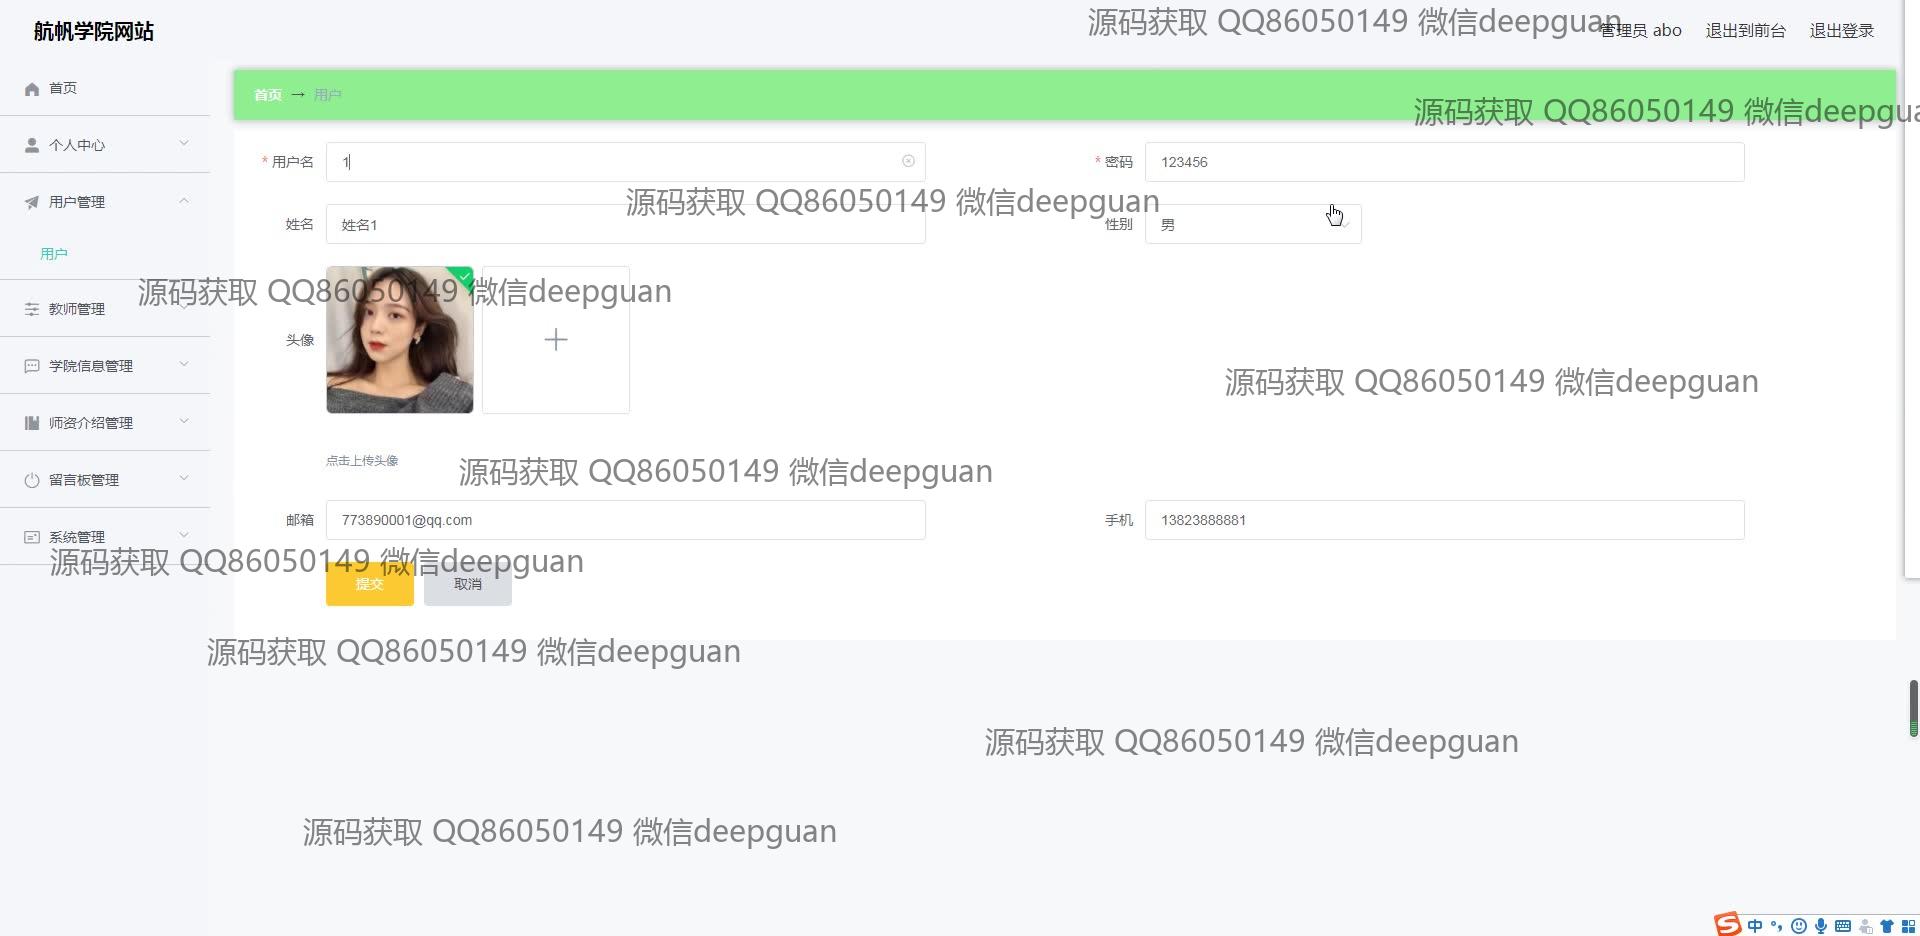 航帆学院网站
源码获取 QQ86050149 微信deepguan
管理员 abo
退出到前台
退出登录
首页
首页 → 用户
源码获取 QQ86050149 微信deepgua
个人中心
* 用户名
1
* 密码
123456
用户管理
源码获取 QQ86050149 微信deepguan
姓名
姓名1
性别
男
用户
源码获取 QQ86050149 微信deepguan
教师管理
头像
学院信息管理
源码获取 QQ86050149 微信deepguan
师资介绍管理
点击上传头像
源码获取 QQ86050149 微信deepguan
留言板管理
邮箱
773890001@qq.com
手机
13823888881
系统管理
源码获取 QQ86050149 微信deepguan
提交
取消
源码获取 QQ86050149 微信deepguan
源码获取 QQ86050149 微信deepguan
源码获取 QQ86050149 微信deepguan
S 中